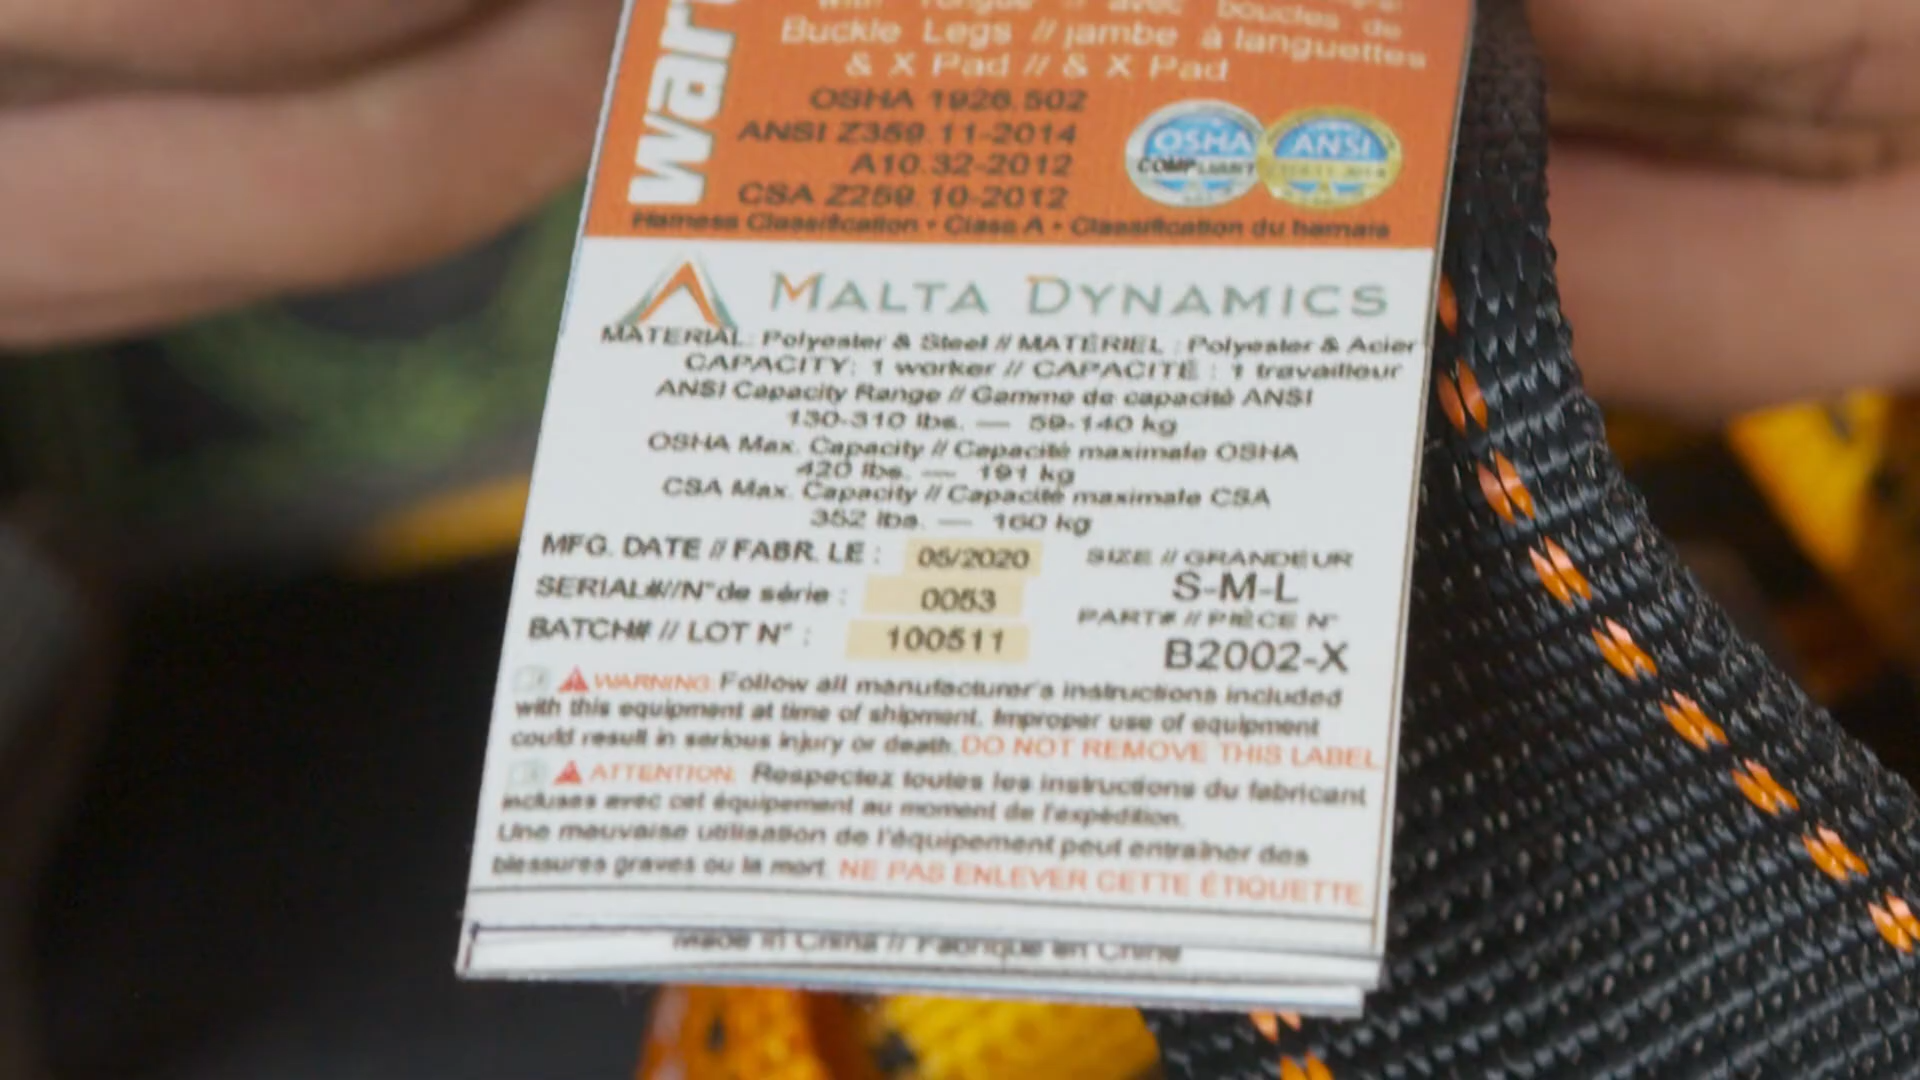 with Tongue // avec boucles de
Buckle Legs // jambe à languettes
& X Pad // & X Pad
OSHA 1926.502
ANSI Z359.11-2014
A10.32-2012
CSA Z259.10-2012
OSHA
COMPLIANT
ANSI
Harness Classification • Class A • Classification du harnais
MALTA DYNAMICS
MATERIAL: Polyester & Steel // MATÉRIEL : Polyester & Acier
CAPACITY: 1 worker // CAPACITÉ : 1 travailleur
ANSI Capacity Range // Gamme de capacité ANSI
130-310 lbs. — 59-140 kg
OSHA Max. Capacity // Capacité maximale OSHA
420 lbs. — 191 kg
CSA Max. Capacity // Capacité maximale CSA
352 lbs. — 160 kg
MFG. DATE // FABR. LE : 05/2020
SERIAL#//N° de série : 0053
BATCH# // LOT N° : 100511
SIZE // GRANDEUR
S-M-L
PART# // PIÈCE N°
B2002-X
WARNING: Follow all manufacturer's instructions included
with this equipment at time of shipment. Improper use of equipment
could result in serious injury or death. DO NOT REMOVE THIS LABEL
ATTENTION: Respectez toutes les instructions du fabricant
incluses avec cet équipement au moment de l'expédition.
Une mauvaise utilisation de l'équipement peut entraîner des
blessures graves ou la mort. NE PAS ENLEVER CETTE ÉTIQUETTE
Made in China // Fabriqué en Chine